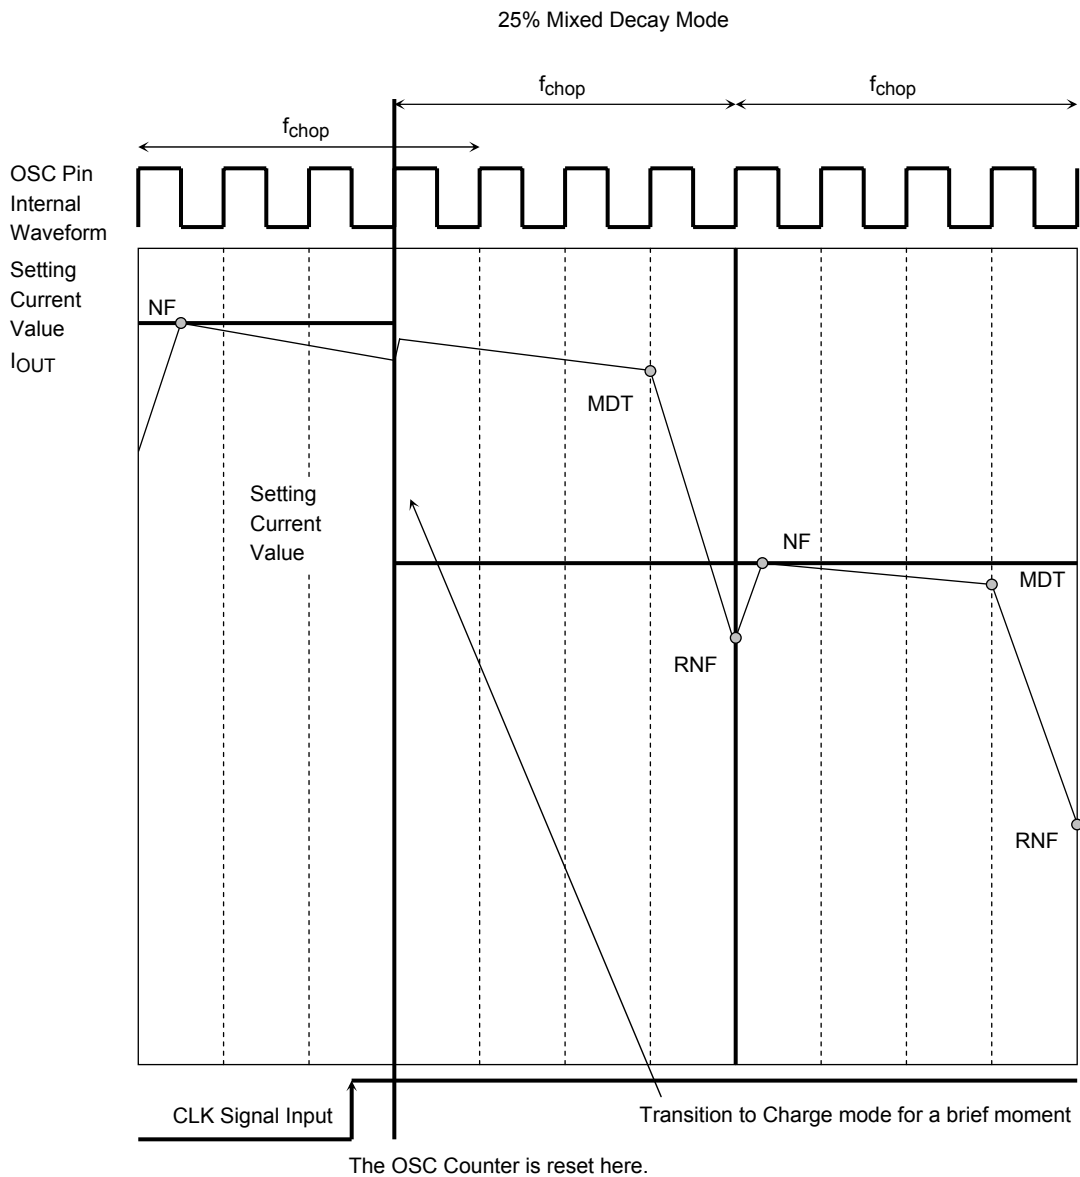 25% Mixed Decay Mode
fchop
fchop
fchop
OSC Pin
Internal
Waveform
Setting
Current
Value
IOUT
NF
MDT
Setting
Current
Value
NF
MDT
RNF
RNF
CLK Signal Input
Transition to Charge mode for a brief moment
The OSC Counter is reset here.